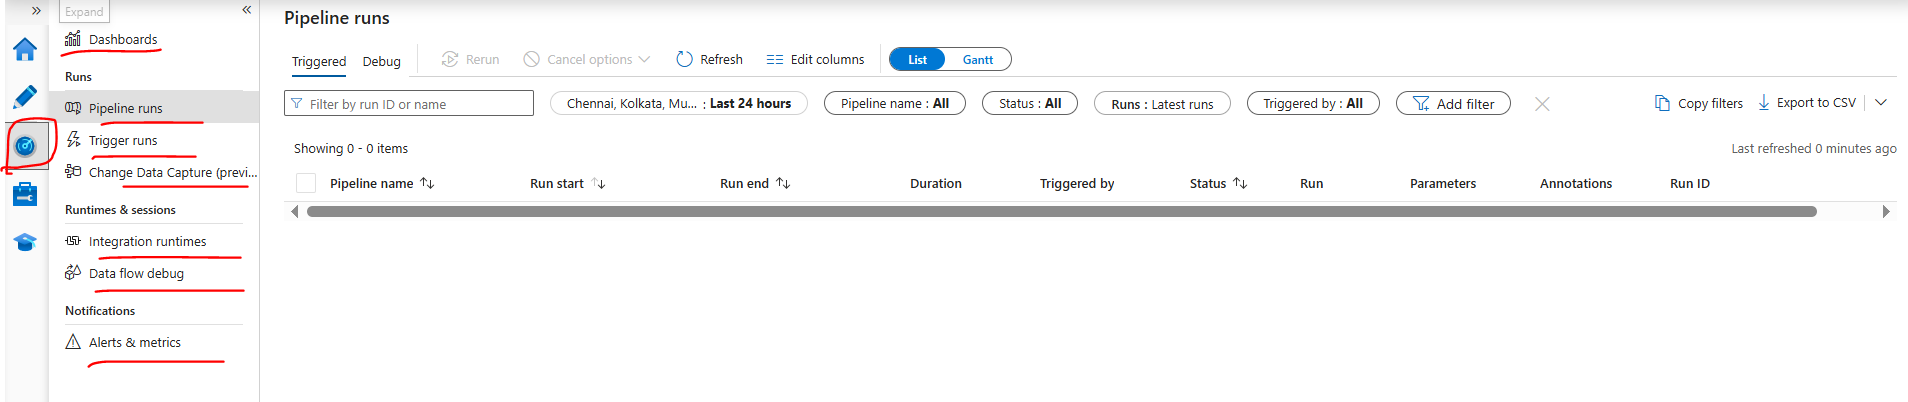 Expand
Dashboards
Runs
Pipeline runs
Trigger runs
Change Data Capture (previ...
Runtimes & sessions
Integration runtimes
Data flow debug
Notifications
Alerts & metrics
Pipeline runs
Triggered Debug Rerun Cancel options Refresh Edit columns List Gantt
Filter by run ID or name Chennai, Kolkata, Mu... : Last 24 hours Pipeline name : All Status : All Runs : Latest runs Triggered by : All Add filter Copy filters Export to CSV
Showing 0 - 0 items Last refreshed 0 minutes ago
Pipeline name Run start Run end Duration Triggered by Status Run Parameters Annotations Run ID